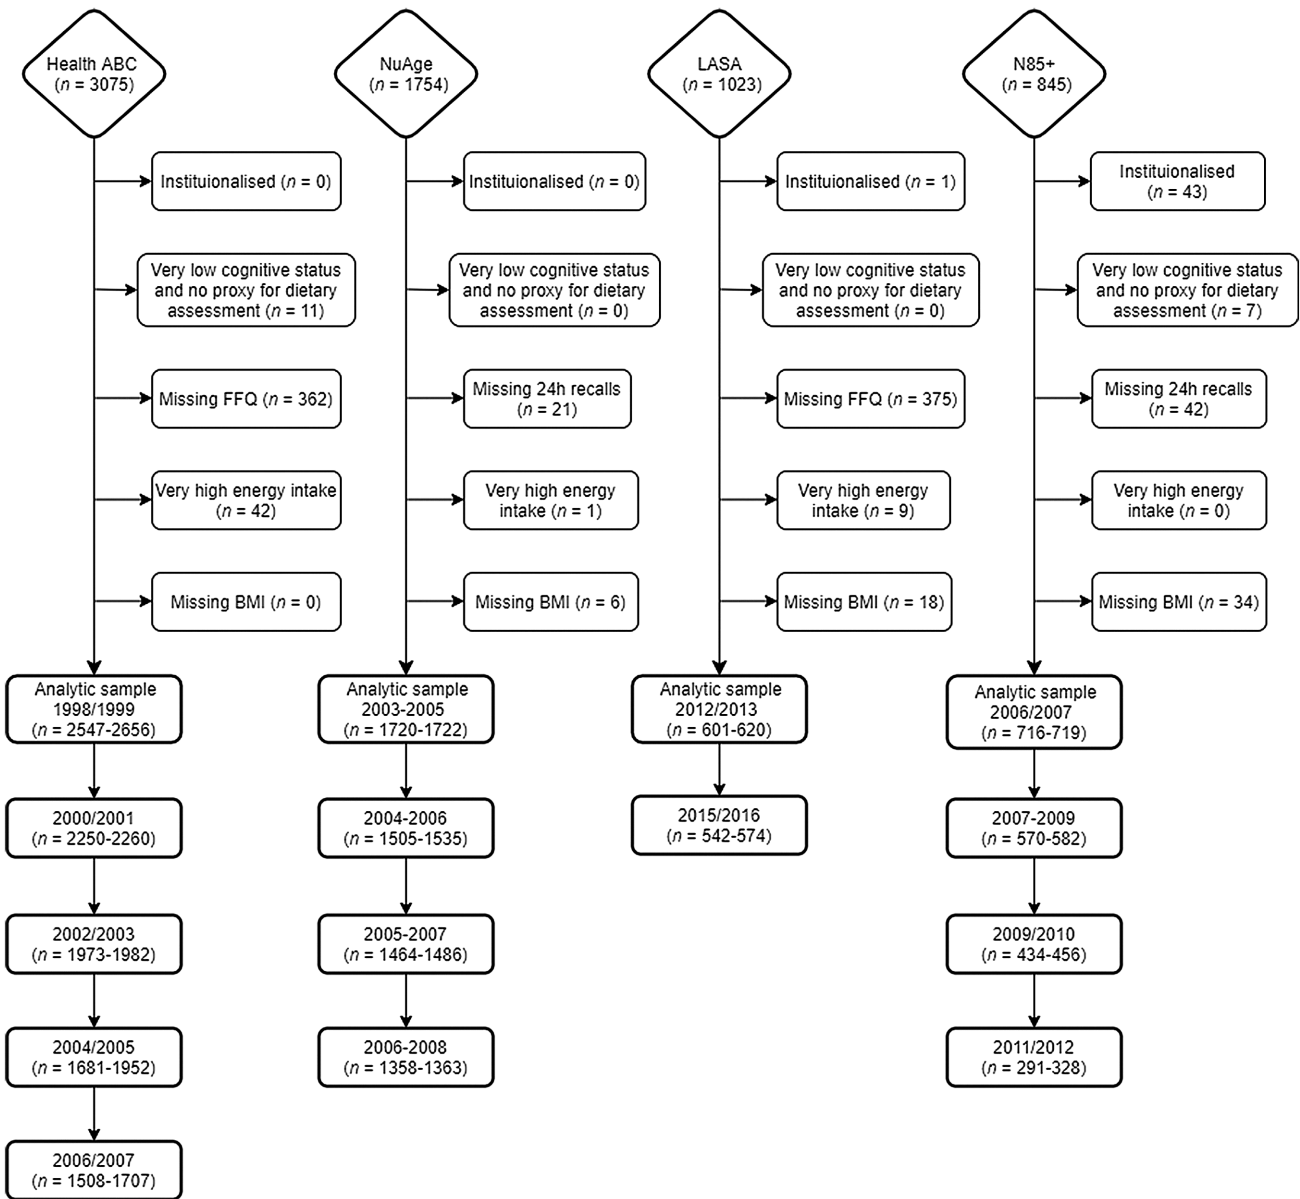 Health ABC
(n = 3075)
Instituionalised (n = 0)
Very low cognitive status
and no proxy for dietary
assessment (n = 11)
Missing FFQ (n = 362)
Very high energy intake
(n = 42)
Missing BMI (n = 0)
Analytic sample
1998/1999
(n = 2547-2656)
2000/2001
(n = 2250-2260)
2002/2003
(n = 1973-1982)
2004/2005
(n = 1681-1952)
2006/2007
(n = 1508-1707)
NuAge
(n = 1754)
Instituionalised (n = 0)
Very low cognitive status
and no proxy for dietary
assessment (n = 0)
Missing 24h recalls
(n = 21)
Very high energy
intake (n = 1)
Missing BMI (n = 6)
Analytic sample
2003-2005
(n = 1720-1722)
2004-2006
(n = 1505-1535)
2005-2007
(n = 1464-1486)
2006-2008
(n = 1358-1363)
LASA
(n = 1023)
Instituionalised (n = 1)
Very low cognitive status
and no proxy for dietary
assessment (n = 0)
Missing FFQ (n = 375)
Very high energy
intake (n = 9)
Missing BMI (n = 18)
Analytic sample
2012/2013
(n = 601-620)
2015/2016
(n = 542-574)
N85+
(n = 845)
Instituionalised
(n = 43)
Very low cognitive status
and no proxy for dietary
assessment (n = 7)
Missing 24h recalls
(n = 42)
Very high energy
intake (n = 0)
Missing BMI (n = 34)
Analytic sample
2006/2007
(n = 716-719)
2007-2009
(n = 570-582)
2009/2010
(n = 434-456)
2011/2012
(n = 291-328)